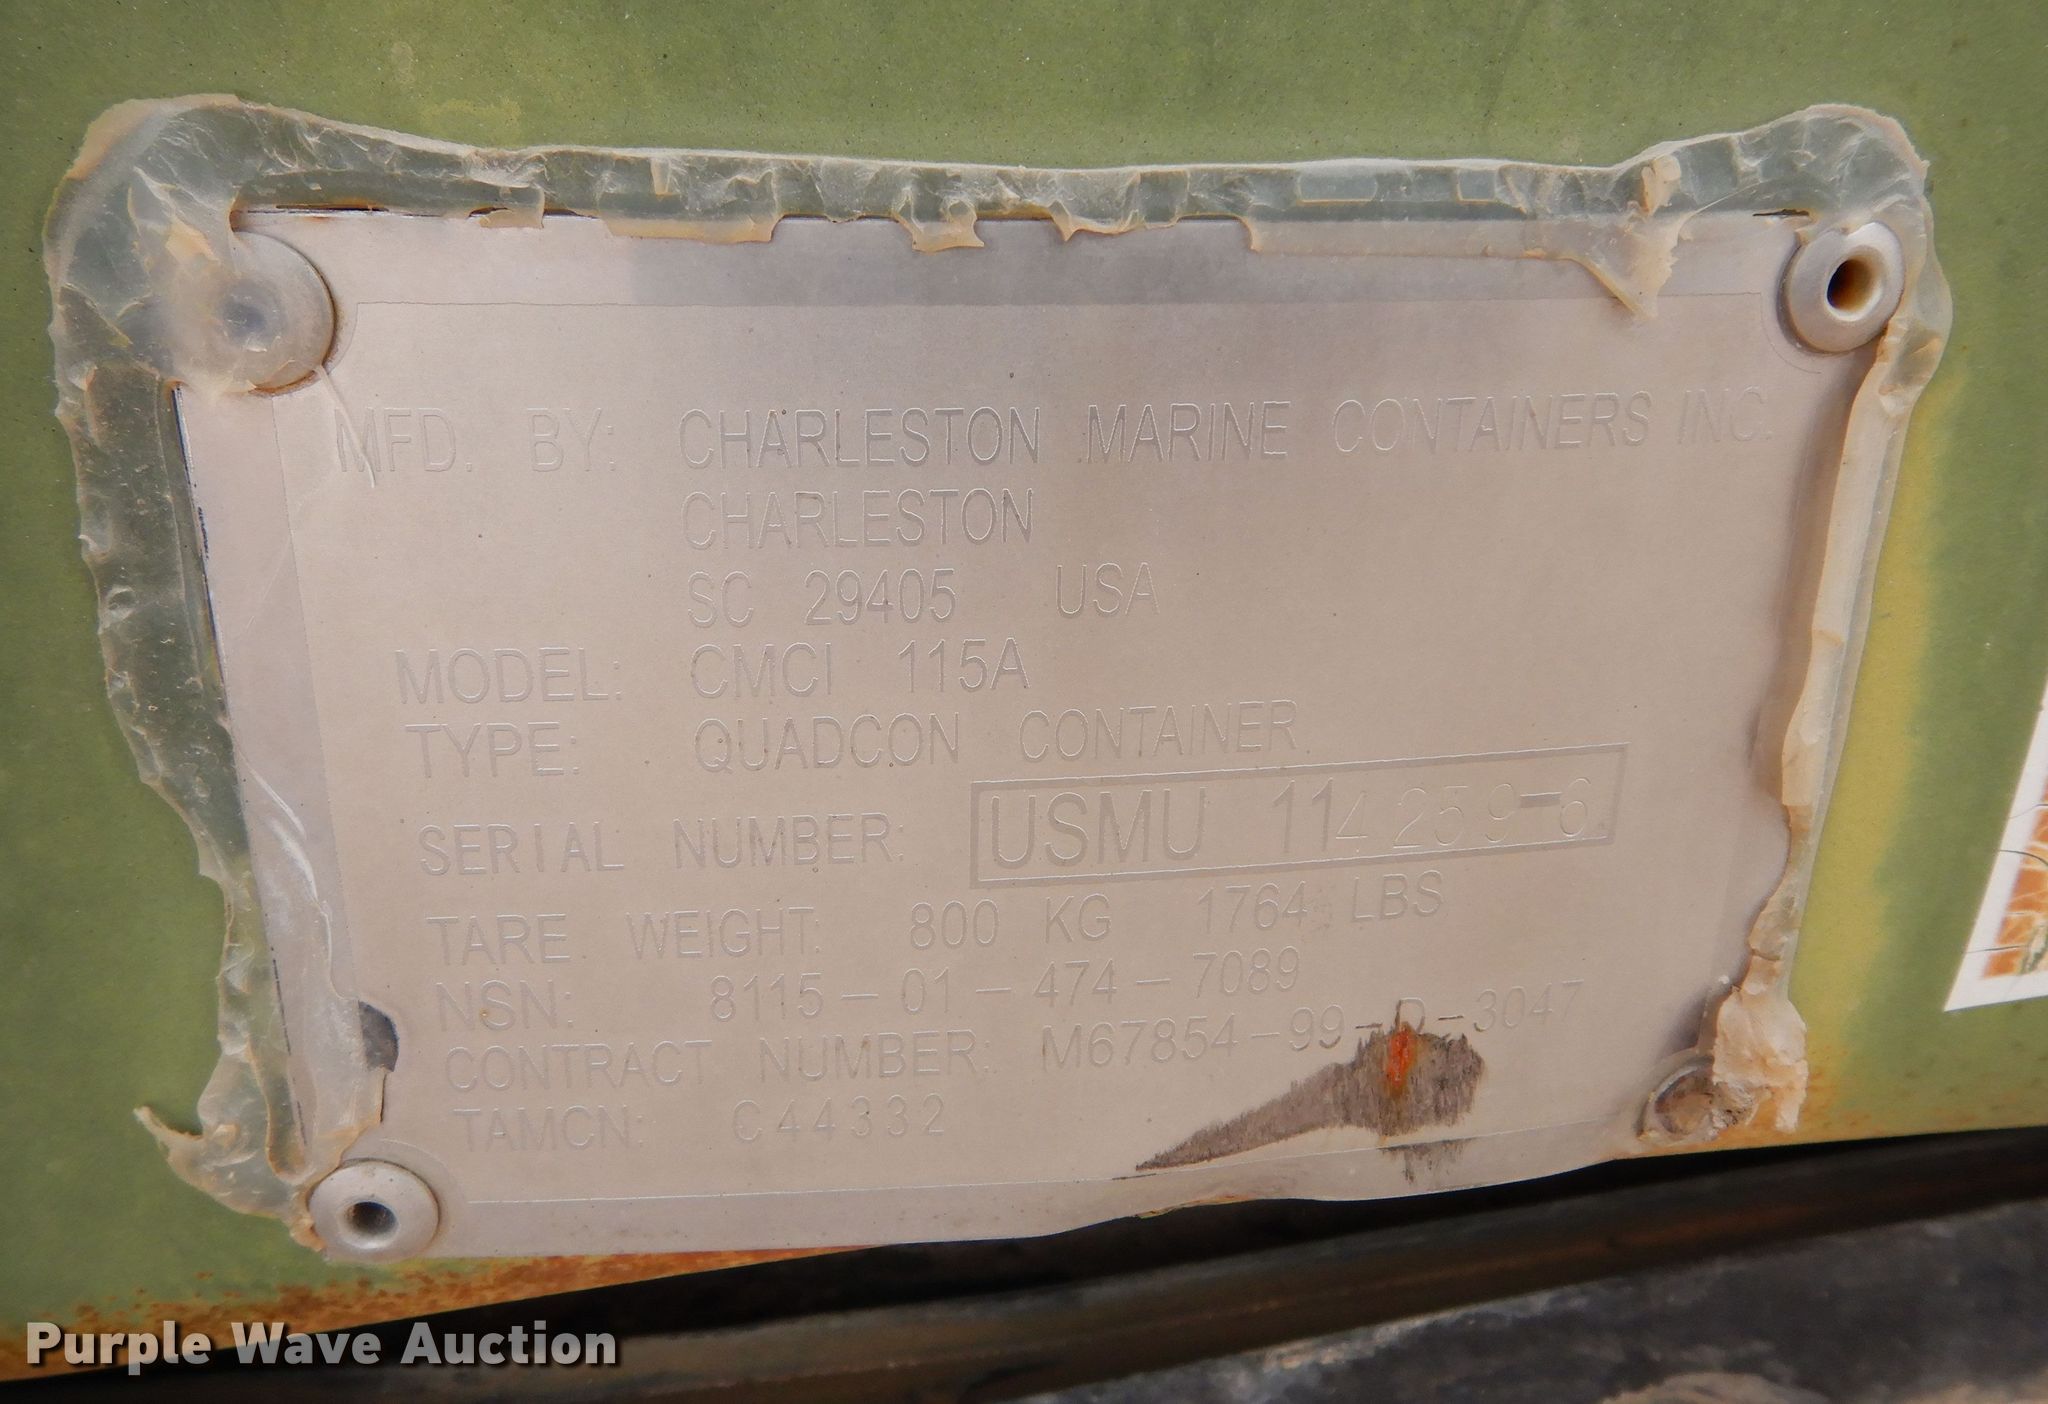 MFD. BY: CHARLESTON MARINE CONTAINERS INC.
CHARLESTON
SC 29405 USA
MODEL: CMCI 115A
TYPE: QUADCON CONTAINER
SERIAL NUMBER: USMU 114259-6
TARE WEIGHT: 800 KG 1764 LBS
NSN: 8115-01-474-7089
CONTRACT NUMBER: M67854-99-D-3047
TAMCN: C44332
Purple Wave Auction